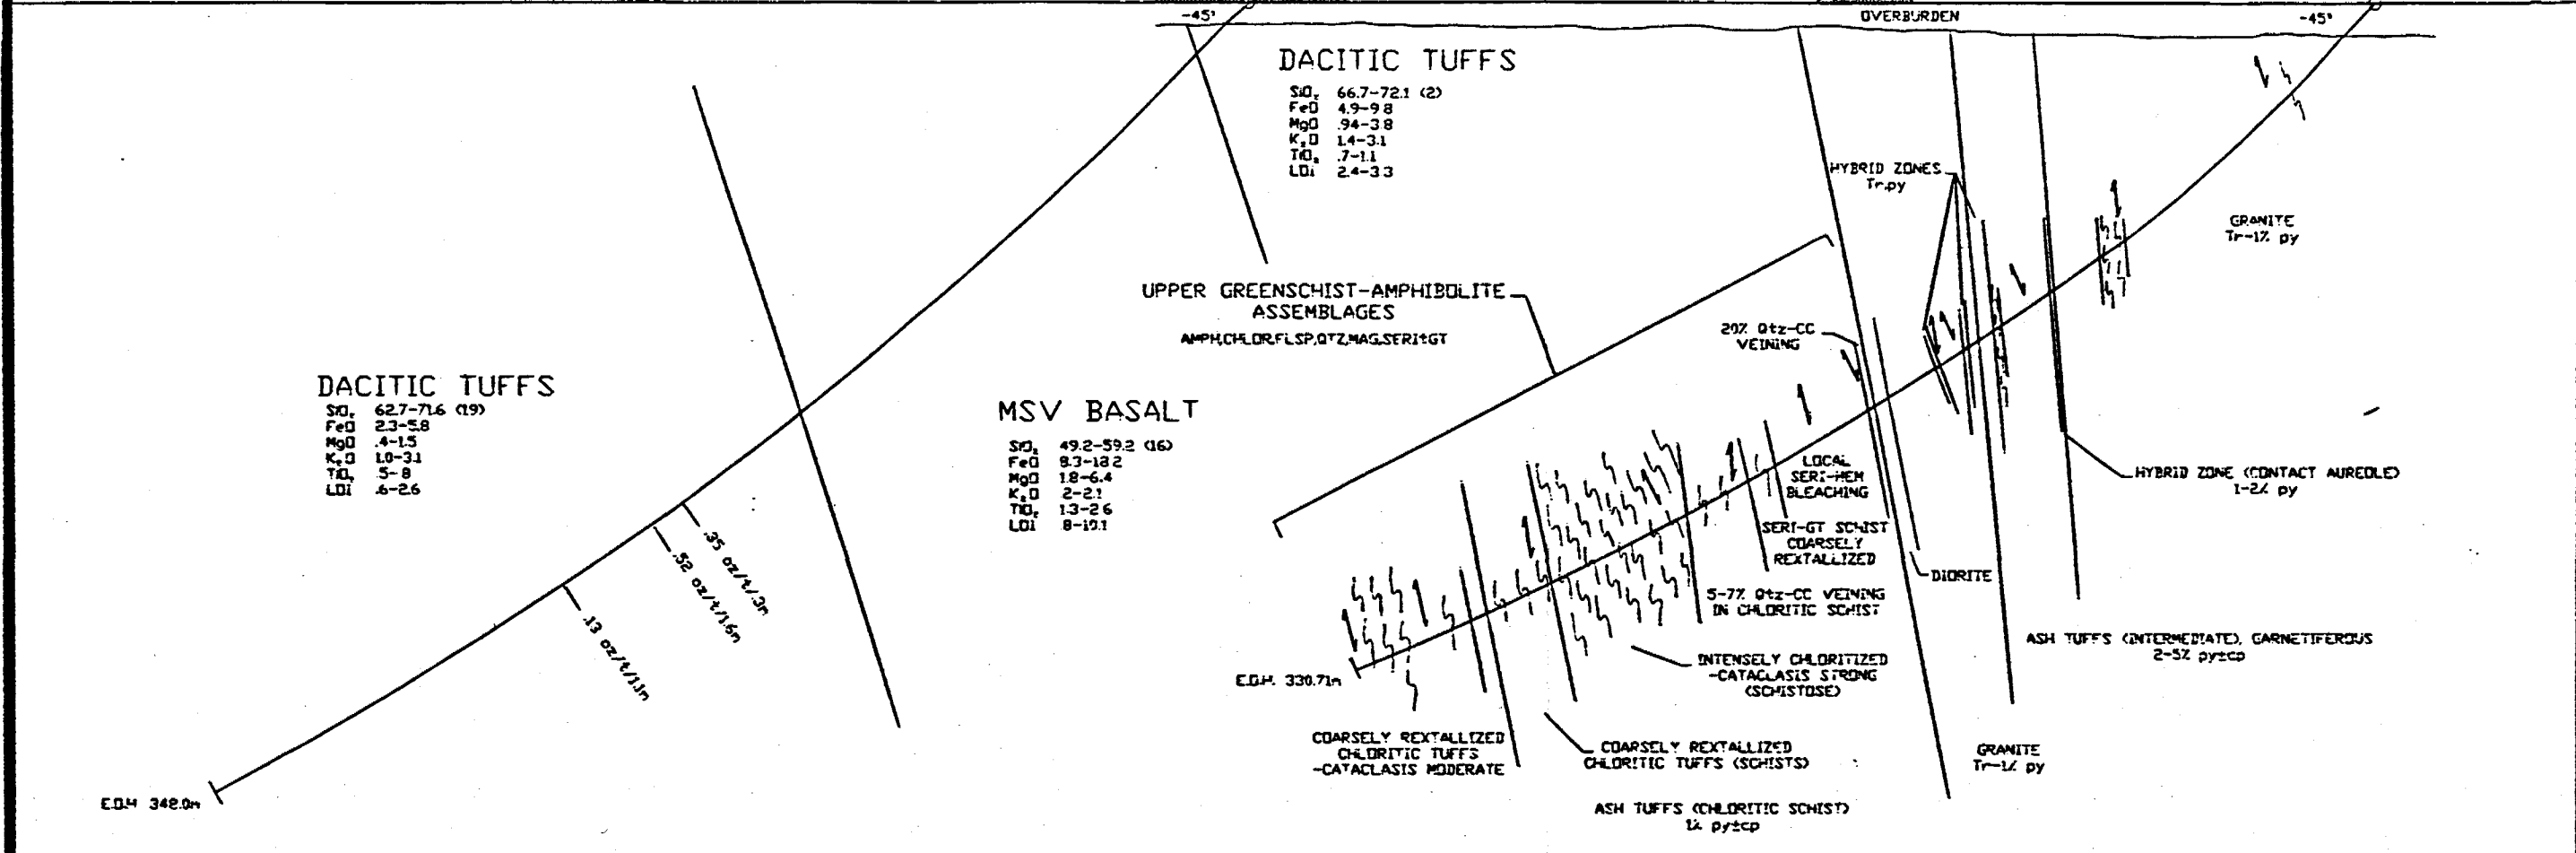 -45°
OVERBURDEN
-45°
DACITIC TUFFS
SiO₂ 66.7-72.1 (2)
FeO 4.9-9.8
MgO .94-3.8
K₂O 1.4-3.1
TiO₂ .7-1.1
LOi 2.4-3.3
HYBRID ZONES
Tr.py
GRANITE
Tr-1% py
UPPER GREENSCHIST-AMPHIBOLITE
ASSEMBLAGES
AMPH,CHLOR,FLSP,QTZ,MAG,SERI±GT
20% Qtz-CC
VEINING
DACITIC TUFFS
SiO₂ 62.7-71.6 (19)
FeO 2.3-5.8
MgO .4-1.5
K₂O 1.0-3.1
TiO₂ .5-.8
LOi .6-2.6
MSV BASALT
SiO₂ 49.2-59.2 (16)
FeO 8.3-18.2
MgO 1.8-6.4
K₂O .2-2.1
TiO₂ 1.3-2.6
LOi .8-10.1
LOCAL
SERI-HEM
BLEACHING
HYBRID ZONE (CONTACT AUREOLE)
1-2% py
SERI-GT SCHIST
COARSELY
REXTALLIZED
DIORITE
.35 oz/t/.3m
.52 oz/t/1.6m
.13 oz/t/1.1m
5-7% Qtz-CC VEINING
IN CHLORITIC SCHIST
ASH TUFFS (INTERMEDIATE), GARNETIFEROUS
2-5% py±cp
INTENSELY CHLORITIZED
-CATACLASIS STRONG
(SCHISTOSE)
E.O.H. 330.71m
COARSELY REXTALLIZED
CHLORITIC TUFFS
-CATACLASIS MODERATE
COARSELY REXTALLIZED
CHLORITIC TUFFS (SCHISTS)
GRANITE
Tr-1% py
E.O.H 348.0m
ASH TUFFS (CHLORITIC SCHIST)
1% py±cp